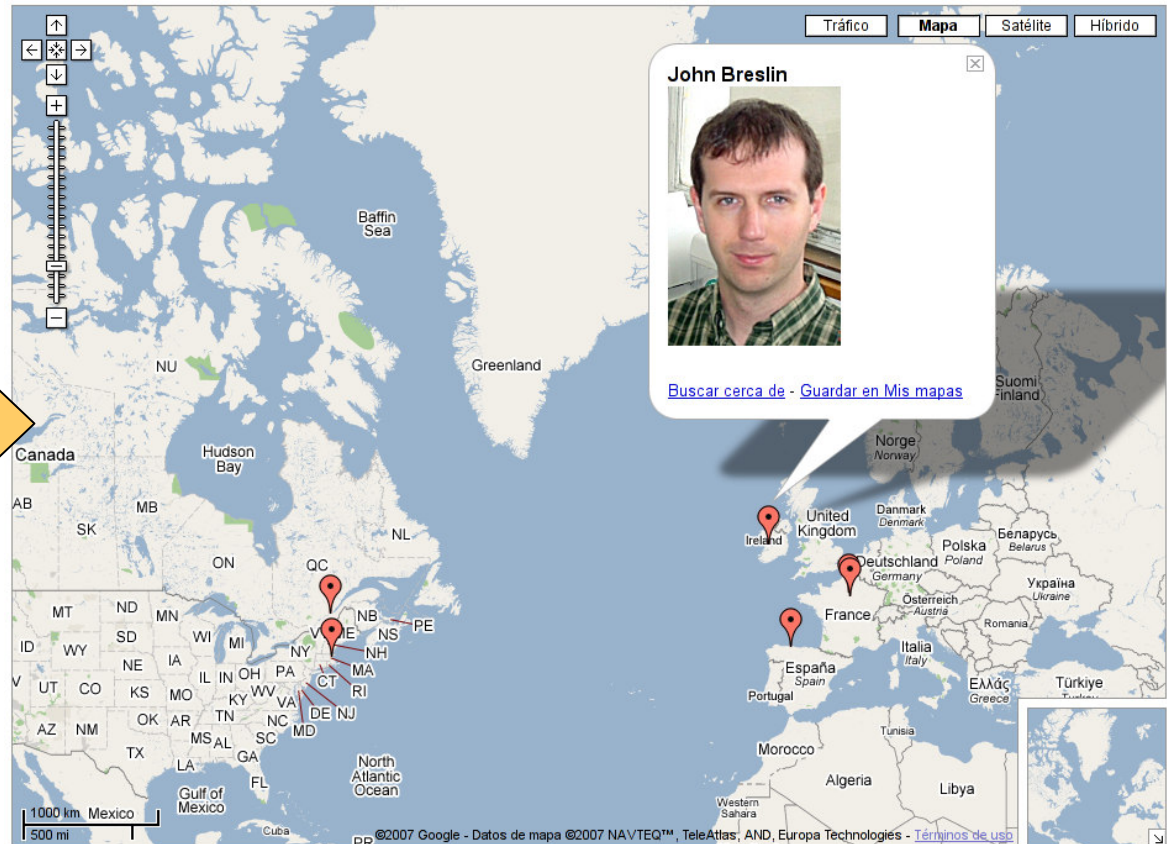 Tráfico
Mapa
Satélite
Híbrido
John Breslin
Buscar cerca de - Guardar en Mis mapas
Baffin
Sea
Greenland
NU
Canada
Hudson
Bay
AB
SK
MB
ON
QC
NL
NB
PE
NS
ME
NH
MA
RI
CT
NY
NJ
DE
MD
MT
ND
MN
ID
WY
SD
WI
MI
NE
IA
IL
IN
OH
PA
UT
CO
KS
MO
KY
WV
VA
AZ
NM
OK
AR
TN
NC
SC
TX
MS
AL
GA
LA
FL
Gulf of
Mexico
Mexico
Cuba
PR
North
Atlantic
Ocean
1000 km
500 mi
Suomi
Finland
Norge
Norway
United
Kingdom
Ireland
Danmark
Denmark
Deutschland
Germany
Polska
Poland
Беларусь
Belarus
Україна
Ukraine
Österreich
Austria
France
Romania
Italia
Italy
España
Spain
Portugal
Ελλάς
Greece
Türkiye
Tunisia
Morocco
Algeria
Libya
Western
Sahara
©2007 Google - Datos de mapa ©2007 NAVTEQ™, TeleAtlas, AND, Europa Technologies - Términos de uso